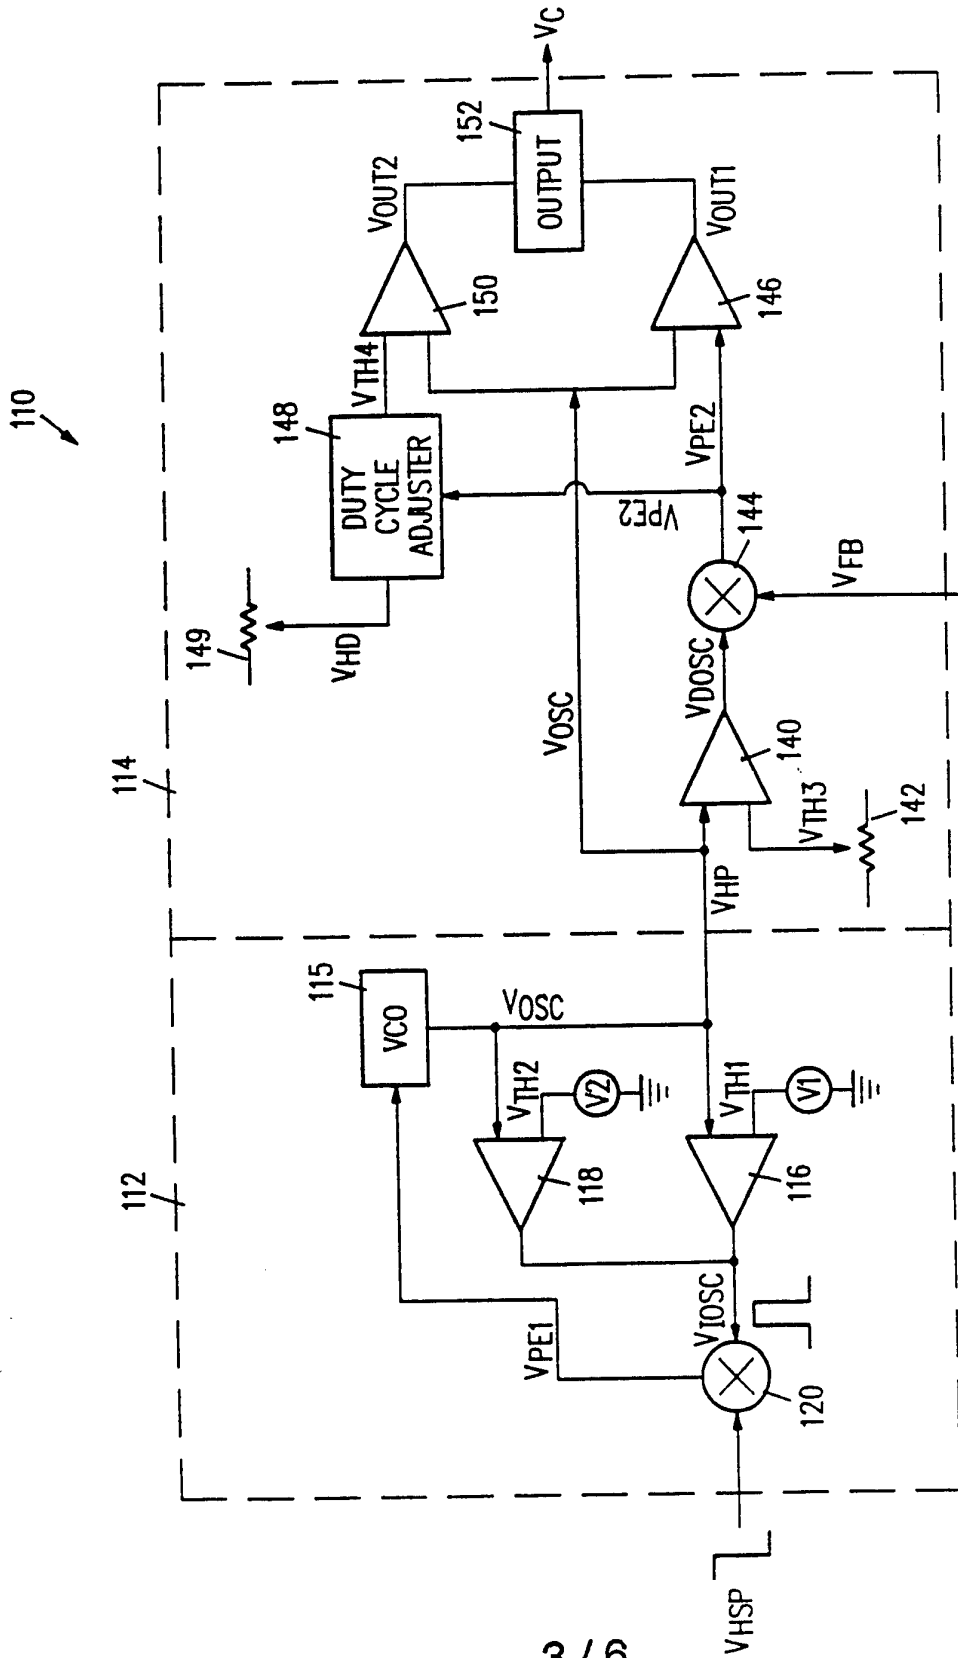 110
112
114
115
VCO
VOSC
VTH2
V2
118
VTH1
V1
116
VPE1
VIOSC
120
VHSP
149
VHD
148
DUTY
CYCLE
ADJUSTER
VTH4
150
VOUT2
152
OUTPUT
VC
VOSC
VPE2
VPE2
146
VOUT1
VHP
VTH3
142
140
VDOSC
144
VFB